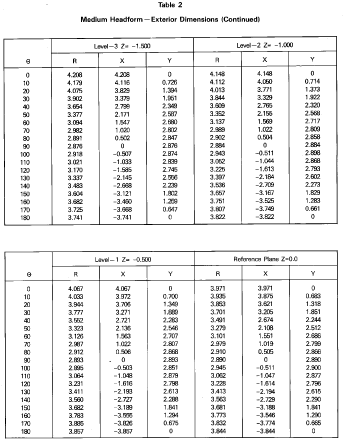 Table 2
Medium Headform—Exterior Dimensions (Continued)
Level—3 Z= -1.500 Level—2 Z= -1.000
Θ R X Y R X Y
0 4.208 4.208 0 4.148 4.148 0
10 4.179 4.116 0.726 4.112 4.050 0.714
20 4.075 3.829 1.394 4.013 3.771 1.373
30 3.902 3.379 1.951 3.844 3.329 1.922
40 3.654 2.799 2.349 3.609 2.765 2.320
50 3.377 2.171 2.587 3.352 2.155 2.568
60 3.094 1.547 2.680 3.137 1.569 2.717
70 2.982 1.020 2.802 2.989 1.022 2.809
80 2.891 0.502 2.847 2.902 0.504 2.858
90 2.876 0 2.876 2.884 0 2.884
100 2.918 -0.507 2.874 2.943 -0.511 2.898
110 3.021 -1.033 2.839 3.052 -1.044 2.868
120 3.170 -1.585 2.745 3.225 -1.613 2.793
130 3.337 -2.145 2.556 3.397 -2.184 2.602
140 3.483 -2.668 2.239 3.536 -2.709 2.273
150 3.604 -3.121 1.802 3.657 -3.167 1.829
160 3.682 -3.460 1.259 3.751 -3.525 1.283
170 3.725 -3.668 0.647 3.807 -3.749 0.661
180 3.741 -3.741 0 3.822 -3.822 0
Level—1 Z= -0.500 Reference Plane Z=0.0
Θ R X Y R X Y
0 4.067 4.067 0 3.971 3.971 0
10 4.033 3.972 0.700 3.935 3.875 0.683
20 3.944 3.706 1.349 3.853 3.621 1.318
30 3.777 3.271 1.889 3.701 3.205 1.851
40 3.552 2.721 2.283 3.491 2.674 2.244
50 3.323 2.136 2.546 3.279 2.108 2.512
60 3.126 1.563 2.707 3.101 1.551 2.686
70 2.987 1.022 2.807 2.979 1.019 2.799
80 2.912 0.506 2.868 2.910 0.505 2.866
90 2.893 0 2.893 2.890 0 2.890
100 2.895 -0.503 2.851 2.945 -0.511 2.900
110 3.064 -1.048 2.879 3.062 -1.047 2.877
120 3.231 -1.616 2.798 3.228 -1.614 2.796
130 3.411 -2.193 2.613 3.413 -2.194 2.615
140 3.560 -2.727 2.288 3.563 -2.729 2.290
150 3.682 -3.189 1.841 3.681 -3.188 1.841
160 3.783 -3.555 1.294 3.773 -3.546 1.290
170 3.885 -3.826 0.675 3.832 -3.774 0.665
180 3.857 -3.857 0 3.844 -3.844 0